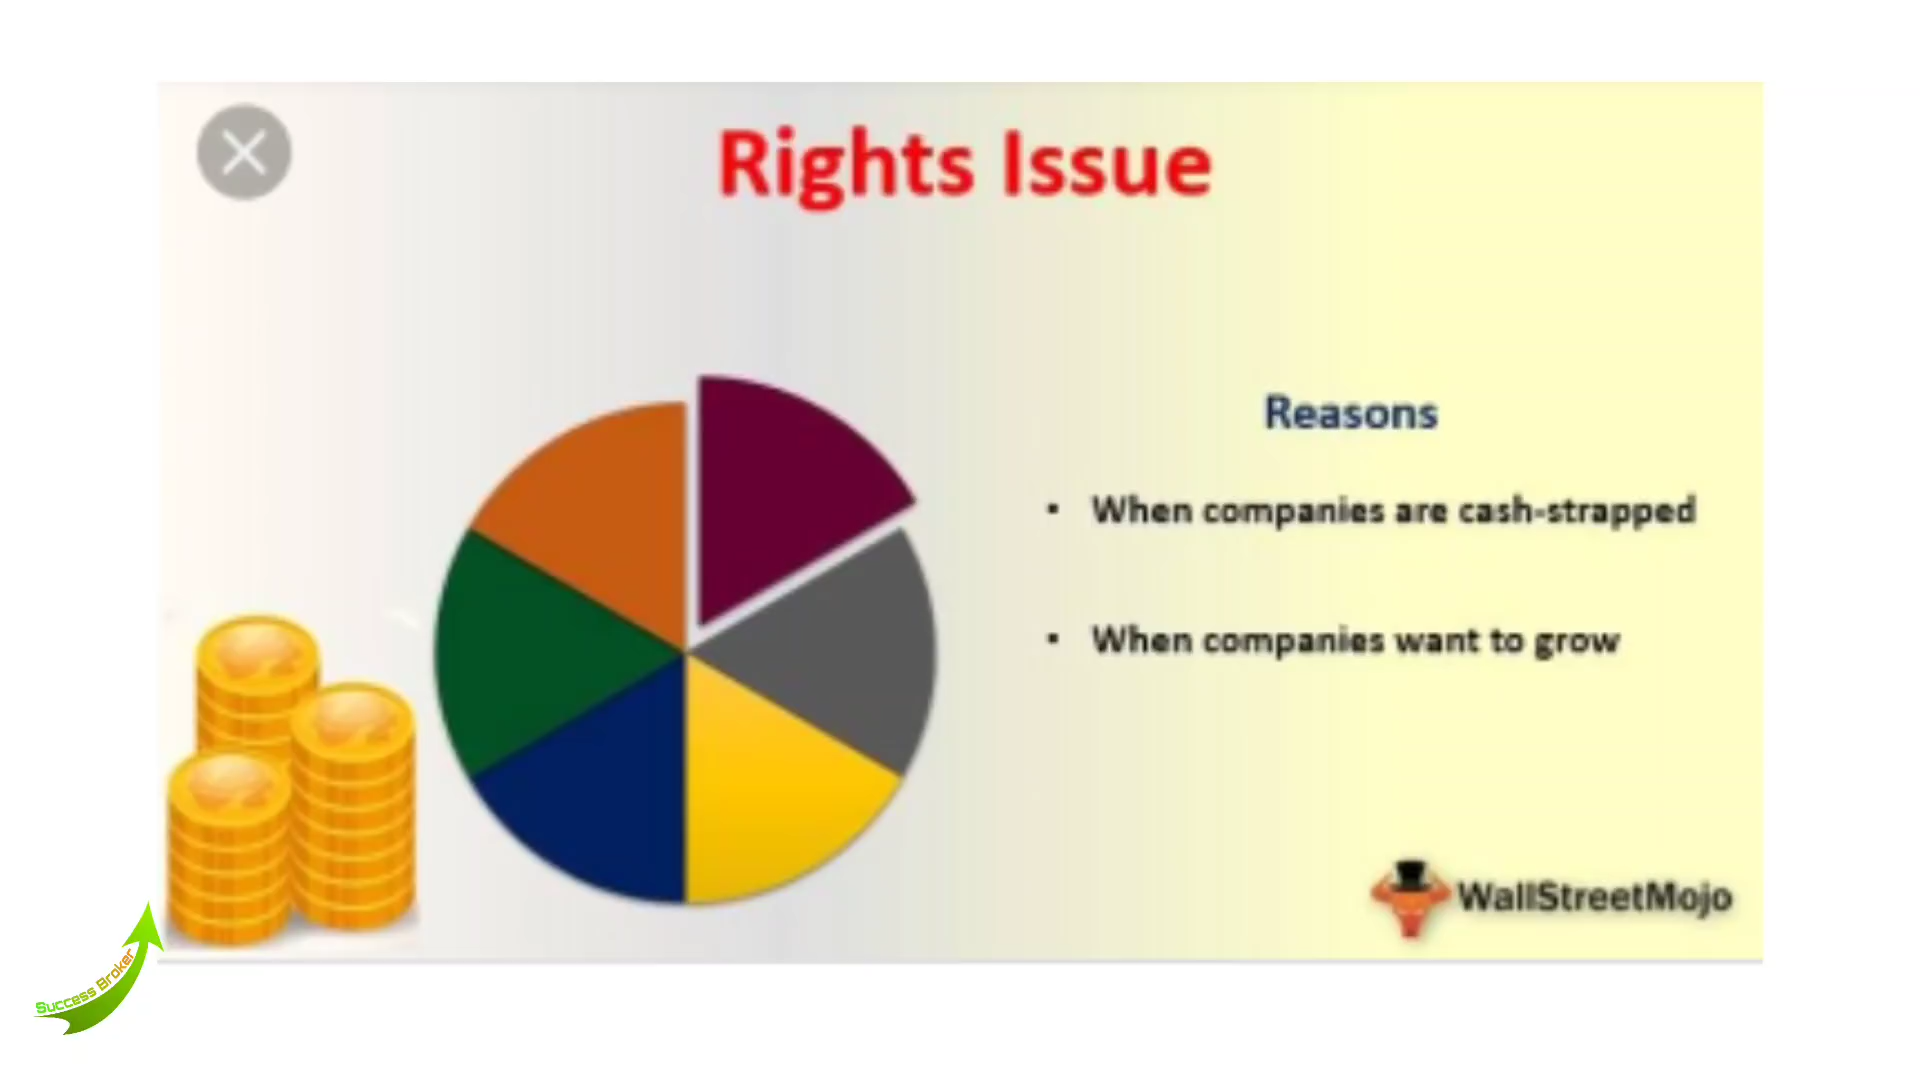 Rights Issue
Reasons
• When companies are cash-strapped
• When companies want to grow
WallStreetMojo
Success Broker